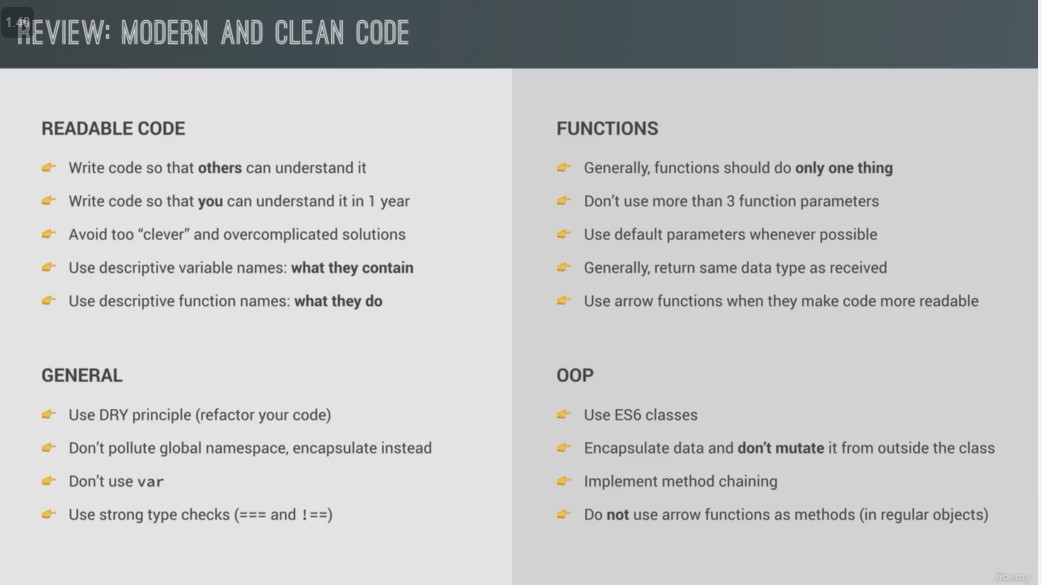 1.40
REVIEW: MODERN AND CLEAN CODE
READABLE CODE
Write code so that others can understand it
Write code so that you can understand it in 1 year
Avoid too “clever” and overcomplicated solutions
Use descriptive variable names: what they contain
Use descriptive function names: what they do
GENERAL
Use DRY principle (refactor your code)
Don’t pollute global namespace, encapsulate instead
Don’t use var
Use strong type checks (=== and !==)
FUNCTIONS
Generally, functions should do only one thing
Don’t use more than 3 function parameters
Use default parameters whenever possible
Generally, return same data type as received
Use arrow functions when they make code more readable
OOP
Use ES6 classes
Encapsulate data and don’t mutate it from outside the class
Implement method chaining
Do not use arrow functions as methods (in regular objects)
ûdemy